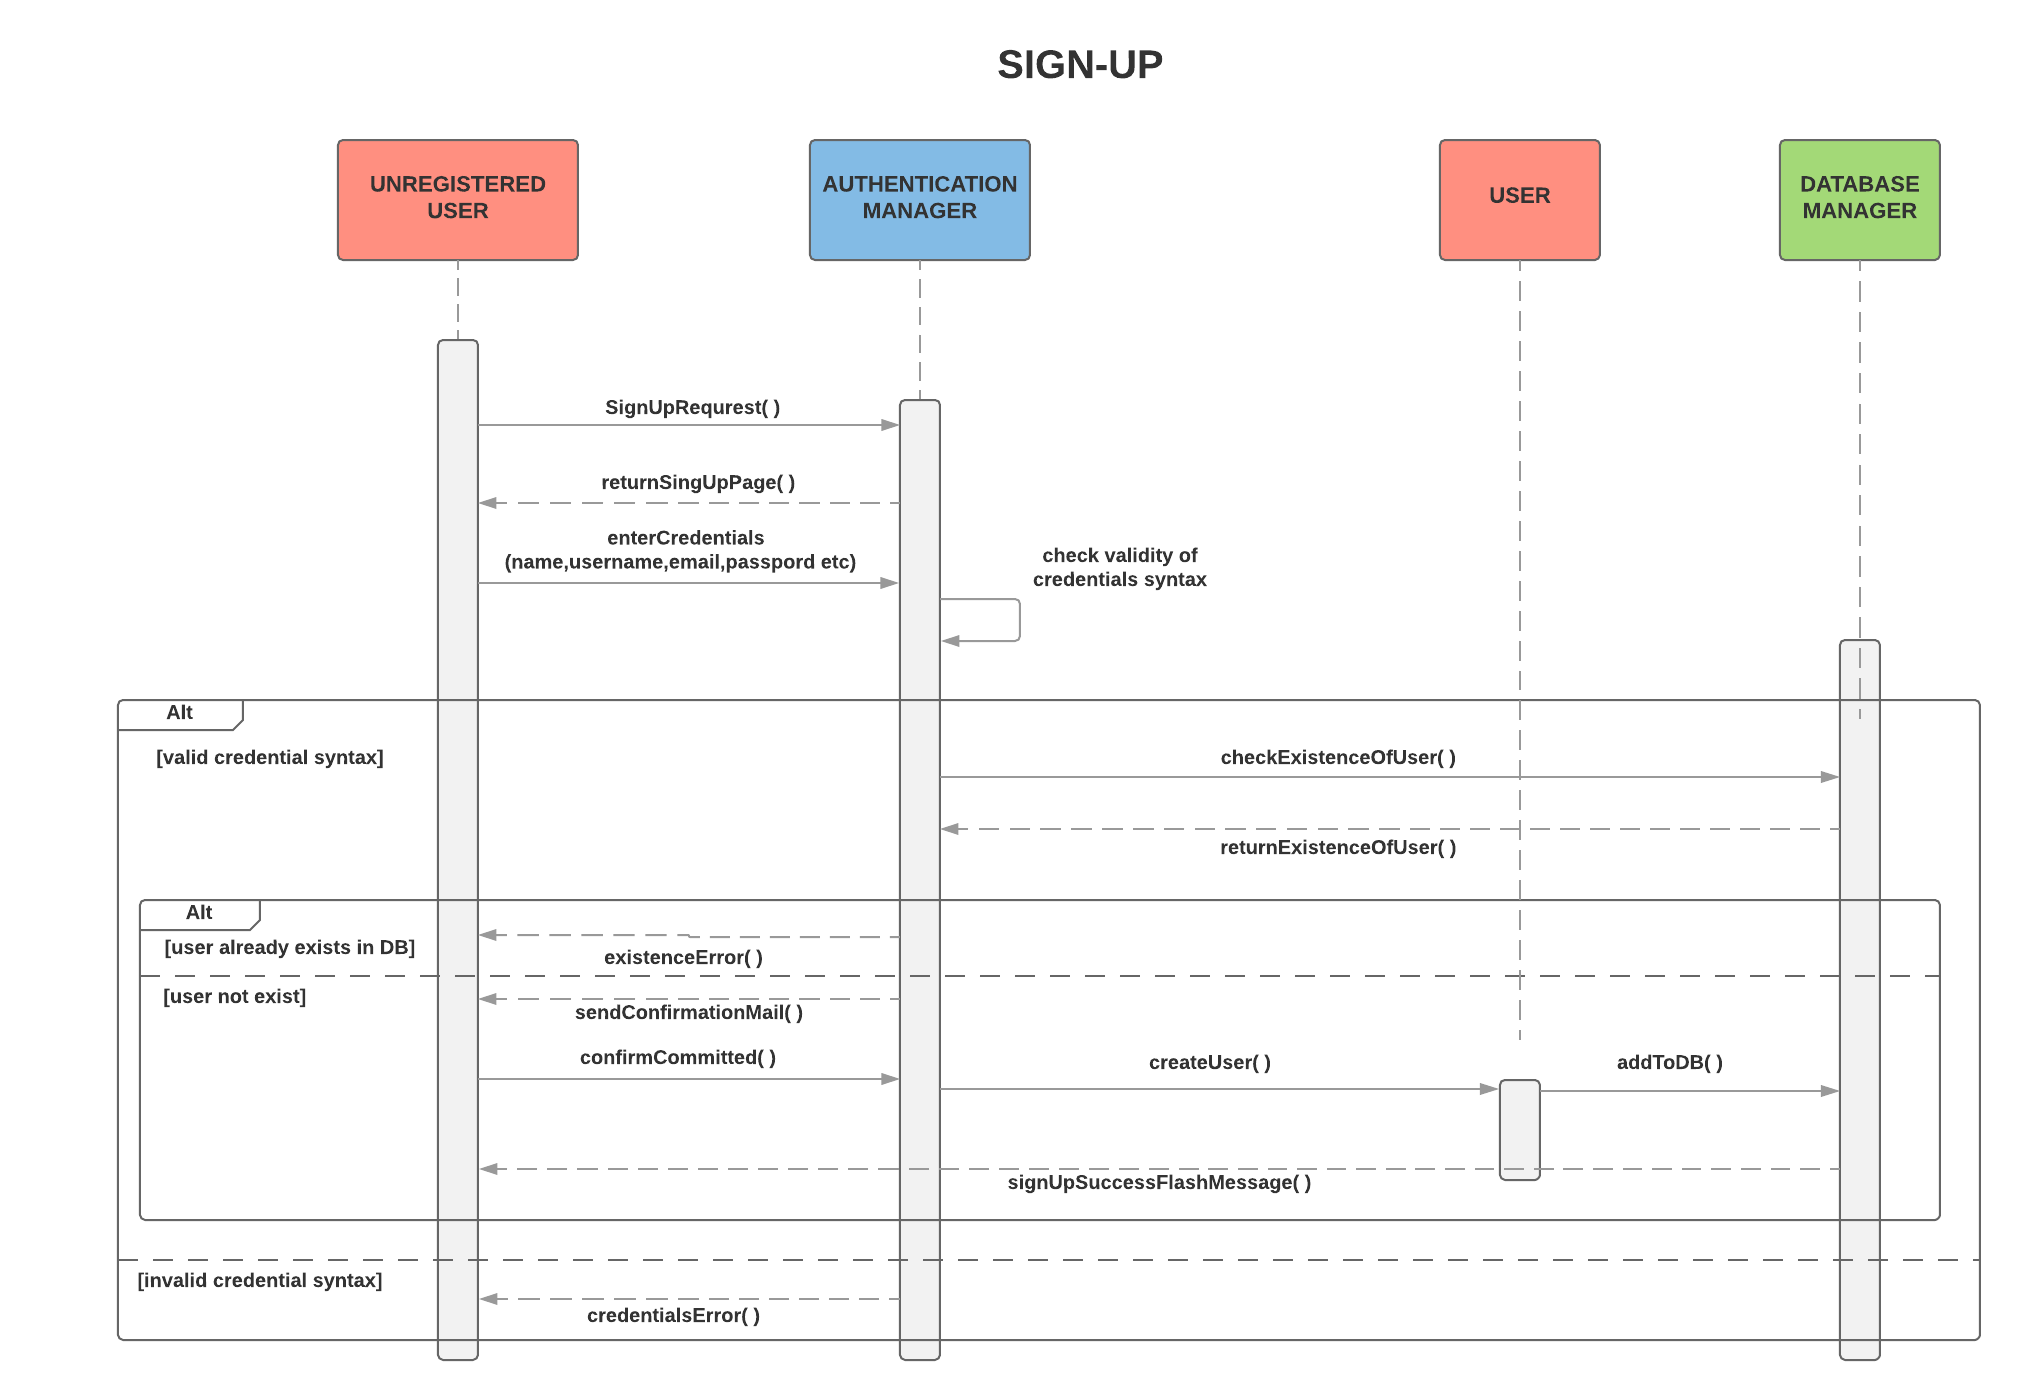 SIGN-UP
UNREGISTERED
USER
AUTHENTICATION
MANAGER
USER
DATABASE
MANAGER
SignUpRequrest( )
returnSingUpPage( )
enterCredentials
(name,username,email,passpord etc)
check validity of
credentials syntax
Alt
[valid credential syntax]
checkExistenceOfUser( )
returnExistenceOfUser( )
Alt
[user already exists in DB]
existenceError( )
[user not exist]
sendConfirmationMail( )
confirmCommitted( )
createUser( )
addToDB( )
signUpSuccessFlashMessage( )
[invalid credential syntax]
credentialsError( )